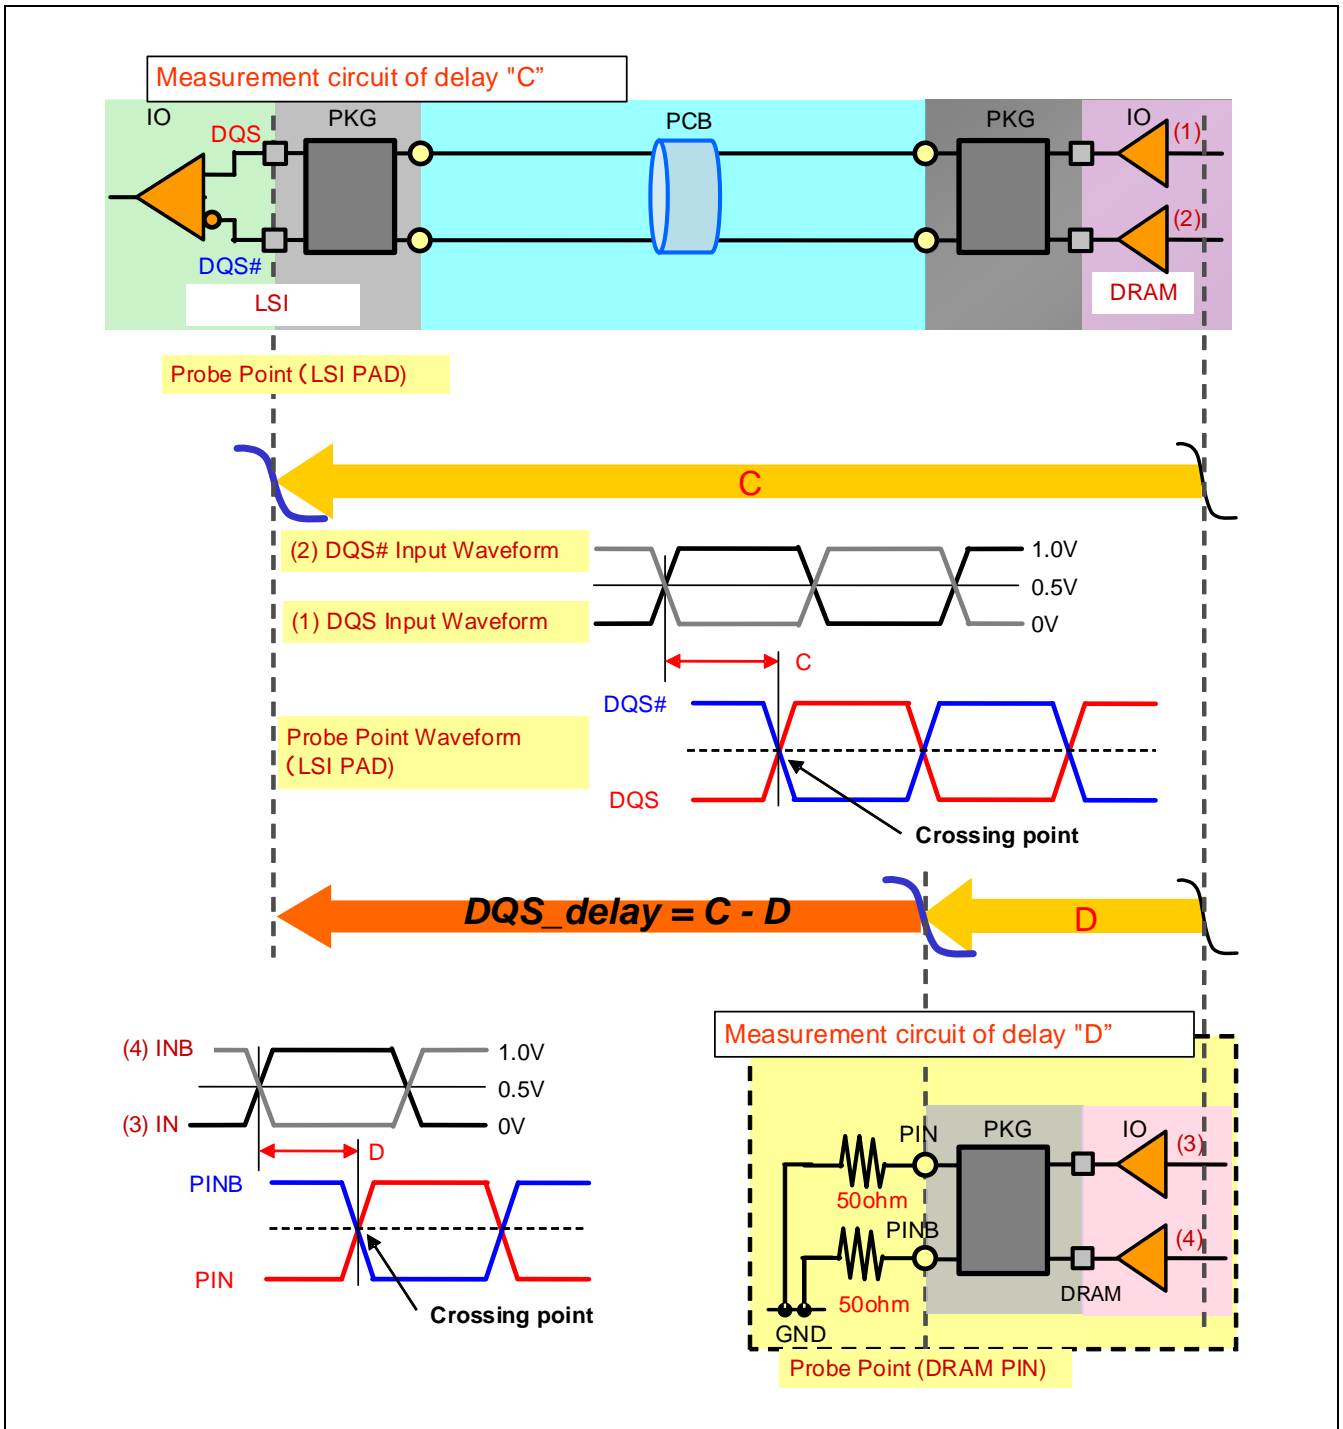 Measurement circuit of delay "C”
IO
PKG
PCB
PKG
IO
DQS
(1)
(2)
DQS#
LSI
DRAM
Probe Point (LSI PAD)
C
(2) DQS# Input Waveform
1.0V
0.5V
(1) DQS Input Waveform
0V
C
DQS#
Probe Point Waveform
(LSI PAD)
DQS
Crossing point
DQS_delay = C - D
D
Measurement circuit of delay "D”
(4) INB
1.0V
0.5V
(3) IN
0V
D
PINB
PIN
Crossing point
PIN
PKG
IO
(3)
50ohm
PINB
(4)
50ohm
DRAM
GND
Probe Point (DRAM PIN)